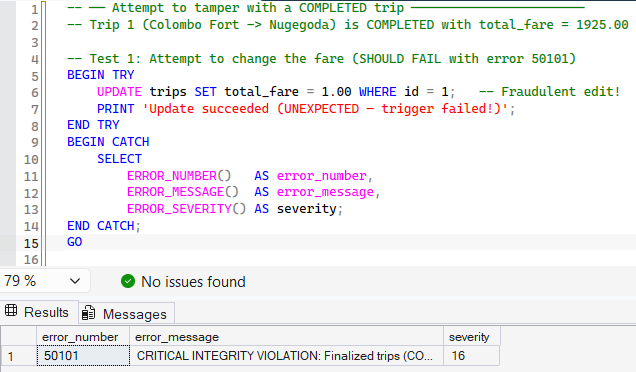 1 -- ── Attempt to tamper with a COMPLETED trip ──────────────────────
2 -- Trip 1 (Colombo Fort -> Nugegoda) is COMPLETED with total_fare = 1925.00
3
4 -- Test 1: Attempt to change the fare (SHOULD FAIL with error 50101)
5 BEGIN TRY
6 UPDATE trips SET total_fare = 1.00 WHERE id = 1; -- Fraudulent edit!
7 PRINT 'Update succeeded (UNEXPECTED — trigger failed!)';
8 END TRY
9 BEGIN CATCH
10 SELECT
11 ERROR_NUMBER() AS error_number,
12 ERROR_MESSAGE() AS error_message,
13 ERROR_SEVERITY() AS severity;
14 END CATCH;
15 GO
16
79 % No issues found
Results Messages
error_number error_message severity
1 50101 CRITICAL INTEGRITY VIOLATION: Finalized trips (CO... 16